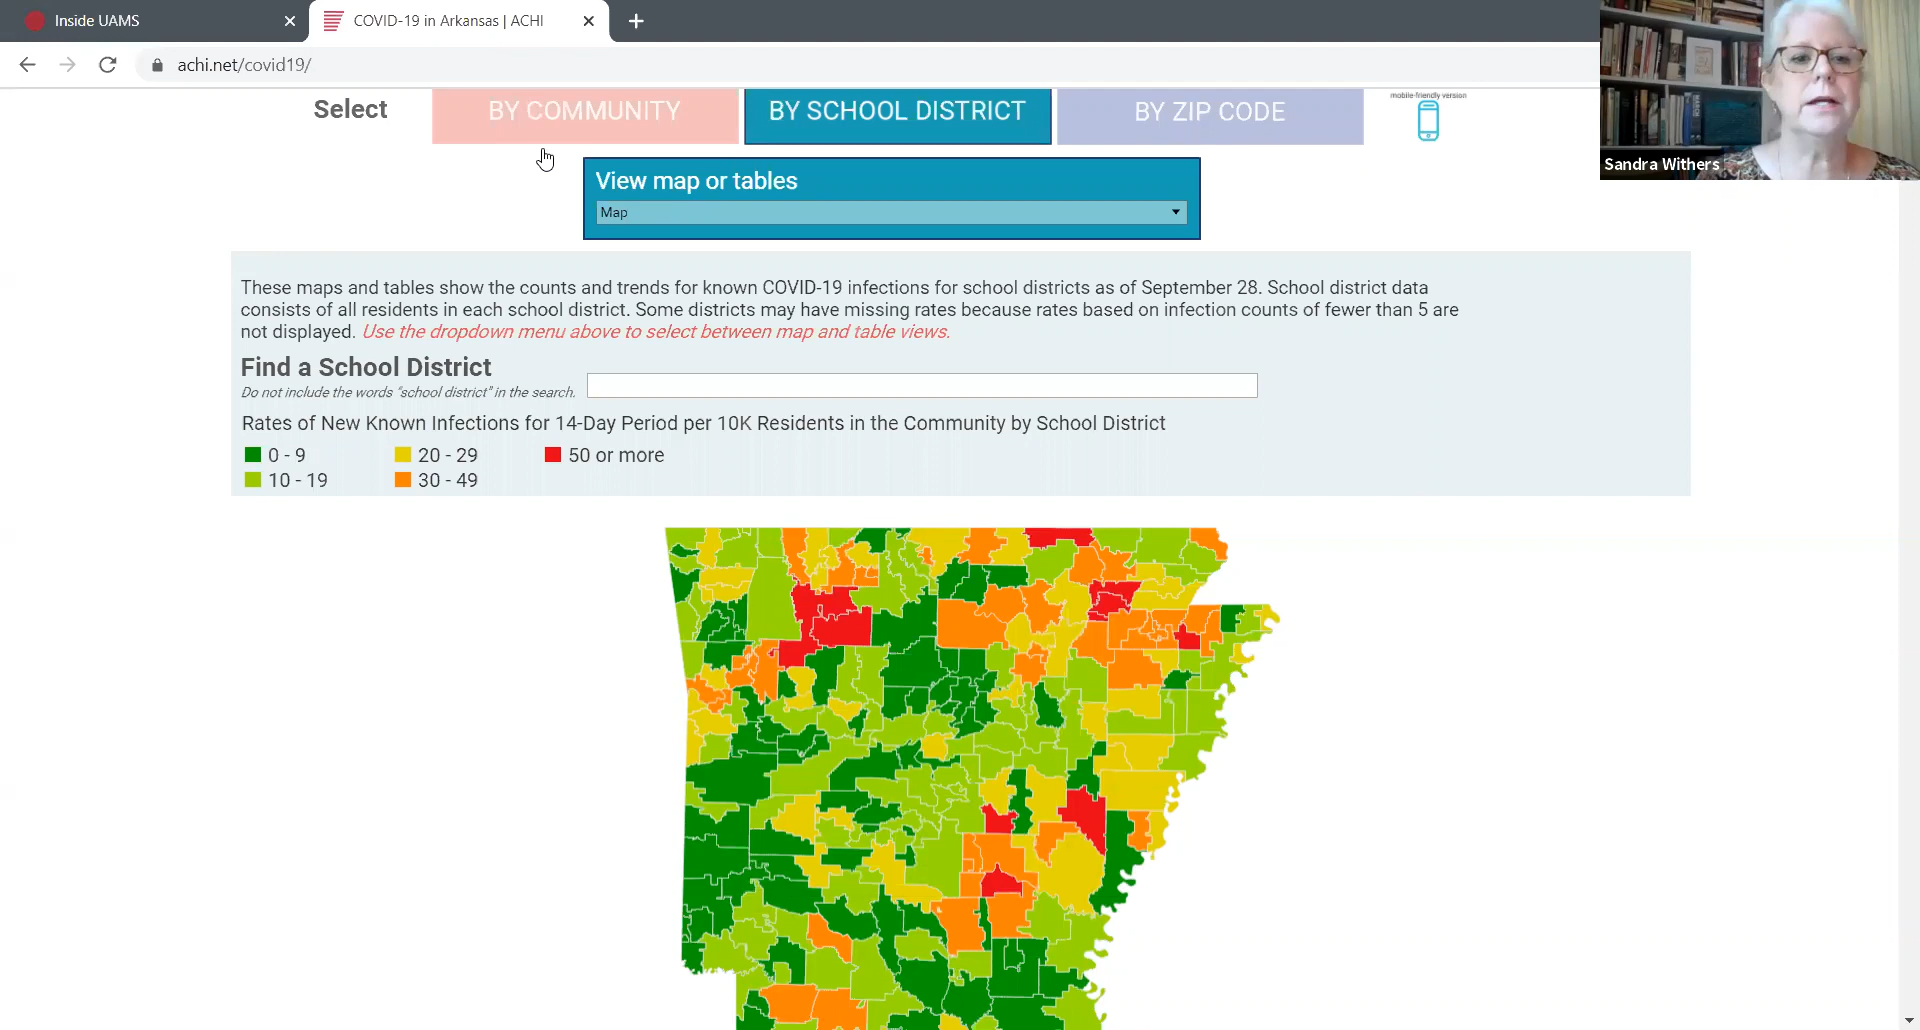 Inside UAMS
COVID-19 in Arkansas | ACHI
achi.net/covid19/
Select
BY COMMUNITY
BY SCHOOL DISTRICT
BY ZIP CODE
mobile-friendly version
Sandra Withers
View map or tables
Map
These maps and tables show the counts and trends for known COVID-19 infections for school districts as of September 28. School district data
consists of all residents in each school district. Some districts may have missing rates because rates based on infection counts of fewer than 5 are
not displayed. Use the dropdown menu above to select between map and table views.
Find a School District
Do not include the words "school district" in the search.
Rates of New Known Infections for 14-Day Period per 10K Residents in the Community by School District
0 - 9
20 - 29
50 or more
10 - 19
30 - 49